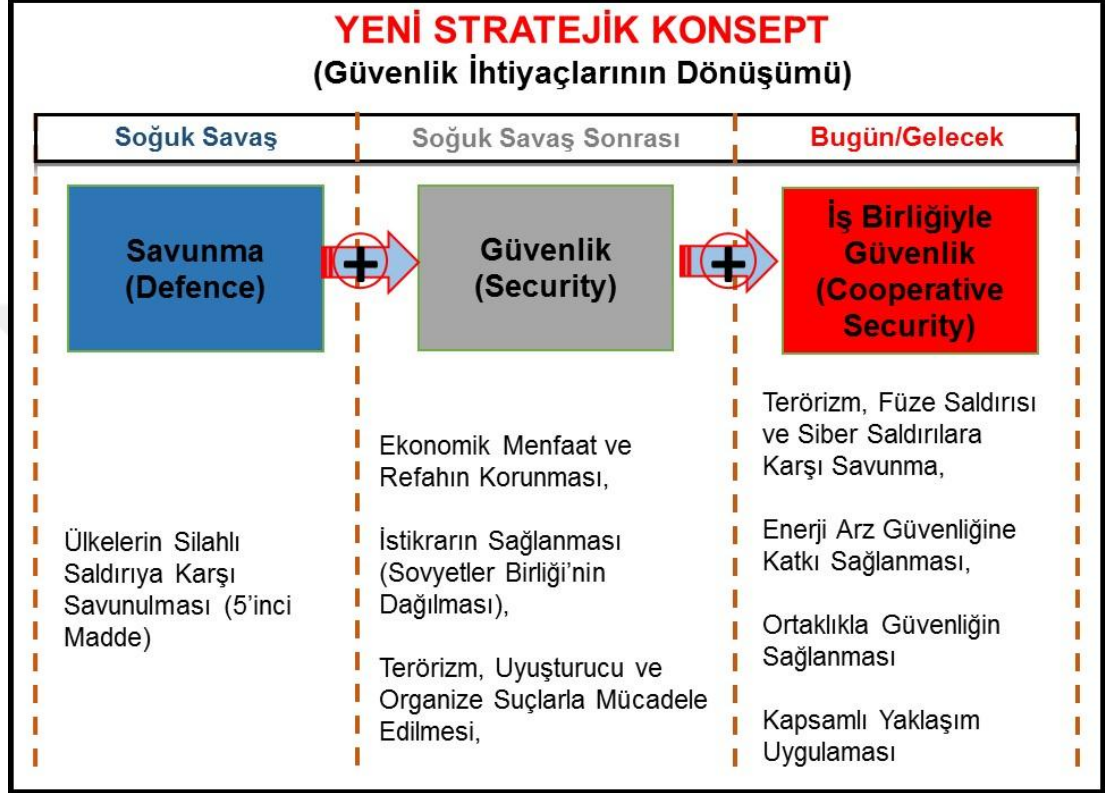 YENİ STRATEJİK KONSEPT
(Güvenlik İhtiyaçlarının Dönüşümü)
Soğuk Savaş
Soğuk Savaş Sonrası
Bugün/Gelecek
Savunma
(Defence)
+
Güvenlik
(Security)
+
İş Birliğiyle
Güvenlik
(Cooperative
Security)
Ülkelerin Silahlı
Saldırıya Karşı
Savunulması (5’inci
Madde)
Ekonomik Menfaat ve
Refahın Korunması,
İstikrarın Sağlanması
(Sovyetler Birliği’nin
Dağılması),
Terörizm, Uyuşturucu ve
Organize Suçlarla Mücadele
Edilmesi,
Terörizm, Füze Saldırısı
ve Siber Saldırılara
Karşı Savunma,
Enerji Arz Güvenliğine
Katkı Sağlanması,
Ortaklıkla Güvenliğin
Sağlanması
Kapsamlı Yaklaşım
Uygulaması